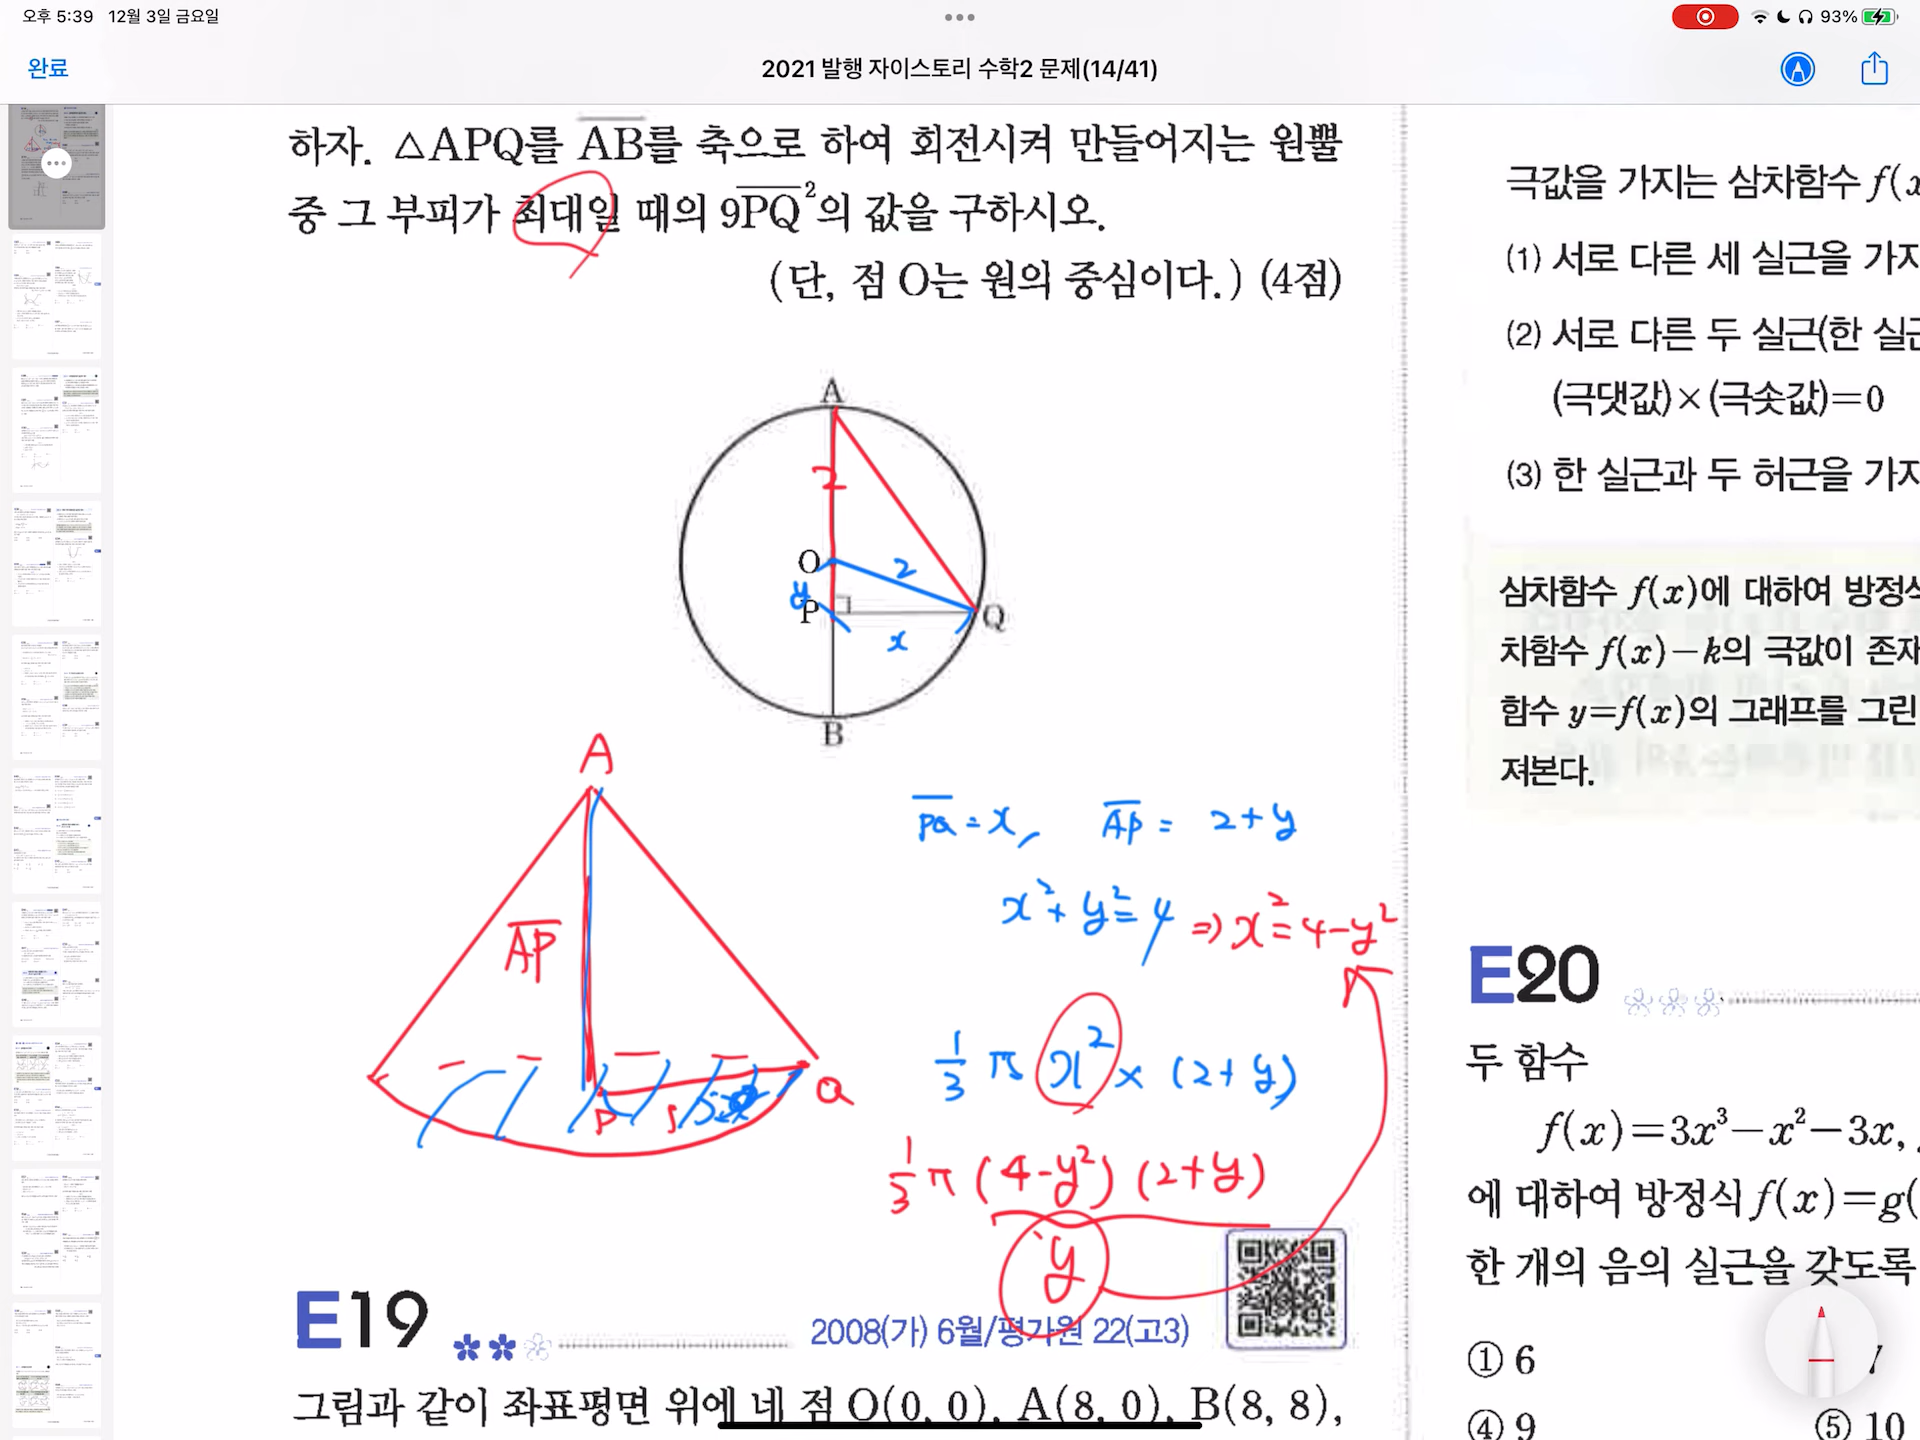 오후 5:39 12월 3일 금요일
93%
완료
2021 발행 자이스토리 수학2 문제(14/41)
하자. △APQ를 AB를 축으로 하여 회전시켜 만들어지는 원뿔
중 그 부피가 최대일 때의 9PQ²의 값을 구하시오.
(단, 점 O는 원의 중심이다.) (4점)
A
2
O
2
y
P
Q
x
B
A
AP
P
Q
PQ = x, AP = 2+y
x²+y²=4 ⇒ x²=4-y²
1/3 π x² × (2+y)
1/3 π (4-y²) (2+y)
y
E19
2008(가) 6월/평가원 22(고3)
그림과 같이 좌표평면 위에 네 점 O(0, 0), A(8, 0), B(8, 8),
극값을 가지는 삼차함수 f(x
(1) 서로 다른 세 실근을 가지
(2) 서로 다른 두 실근(한 실근
(극댓값)×(극솟값)=0
(3) 한 실근과 두 허근을 가지
삼차함수 f(x)에 대하여 방정식
차함수 f(x)-k의 극값이 존재
함수 y=f(x)의 그래프를 그린
져본다.
E20
두 함수
f(x)=3x³-x²-3x,
에 대하여 방정식 f(x)=g(
한 개의 음의 실근을 갖도록
① 6
7
④ 9
⑤ 10